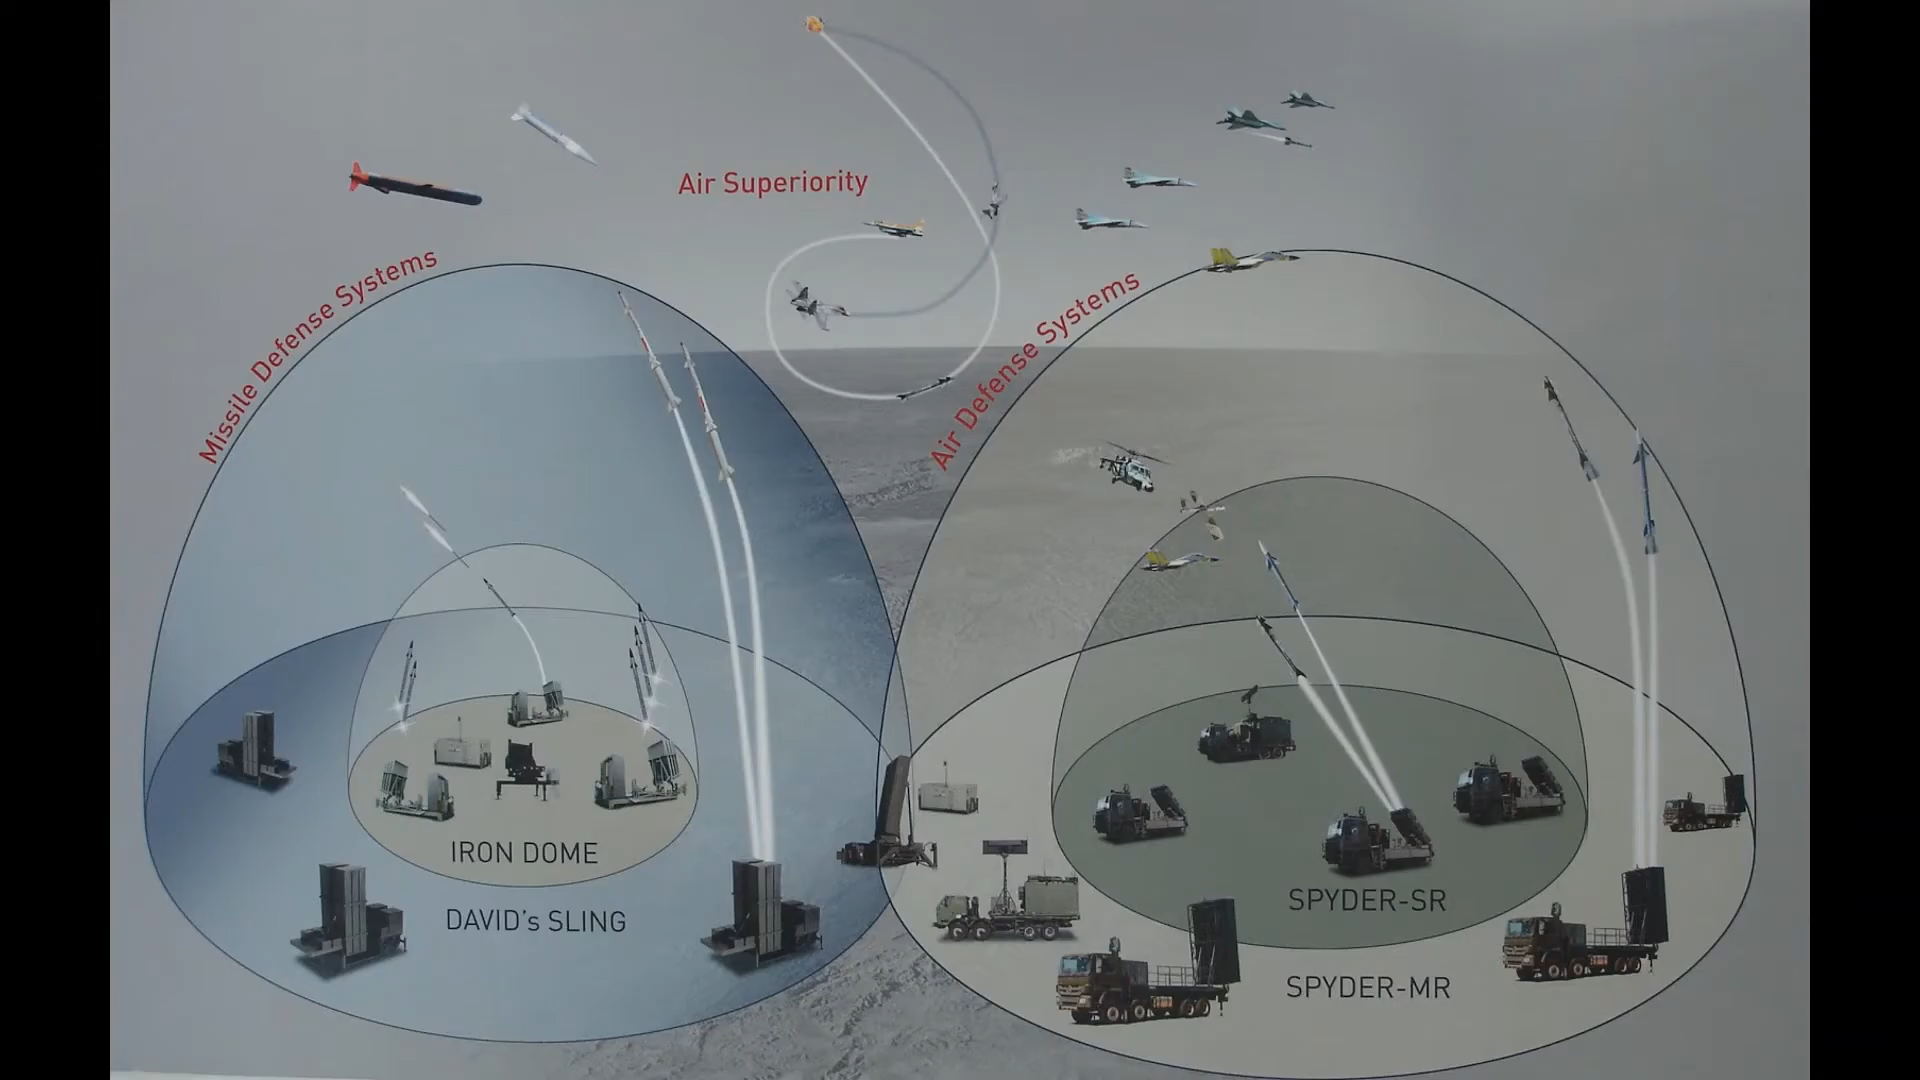 Air Superiority
Missile Defense Systems
Air Defense Systems
IRON DOME
DAVID's SLING
SPYDER-SR
SPYDER-MR